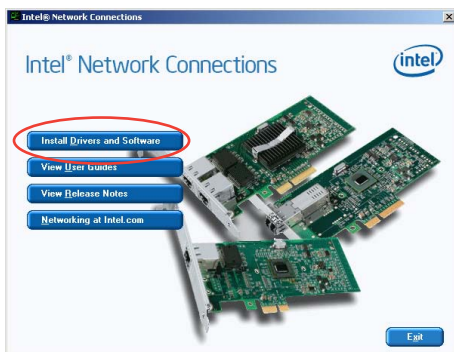 Intel® Network Connections
Intel® Network Connections
intel
Install Drivers and Software
View User Guides
View Release Notes
Networking at Intel.com
Exit